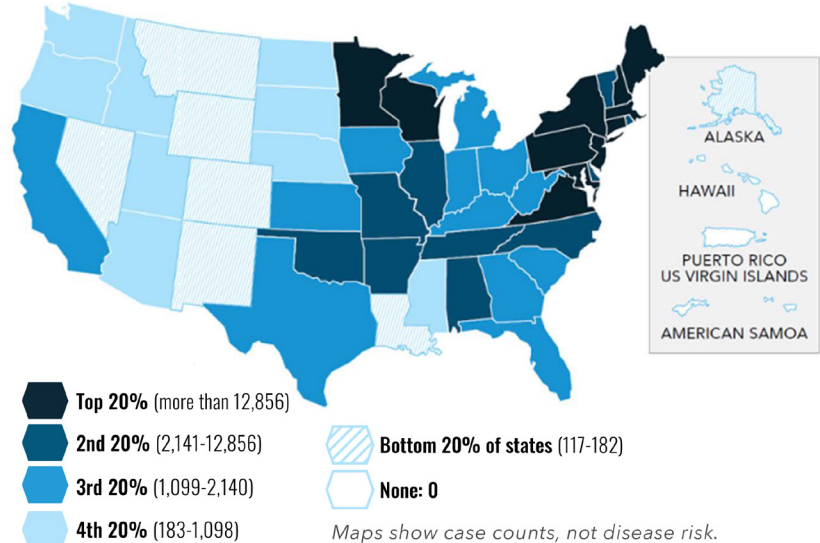 ALASKA
HAWAII
PUERTO RICO
US VIRGIN ISLANDS
AMERICAN SAMOA
Top 20% (more than 12,856)
2nd 20% (2,141-12,856)
3rd 20% (1,099-2,140)
4th 20% (183-1,098)
Bottom 20% of states (117-182)
None: 0
Maps show case counts, not disease risk.